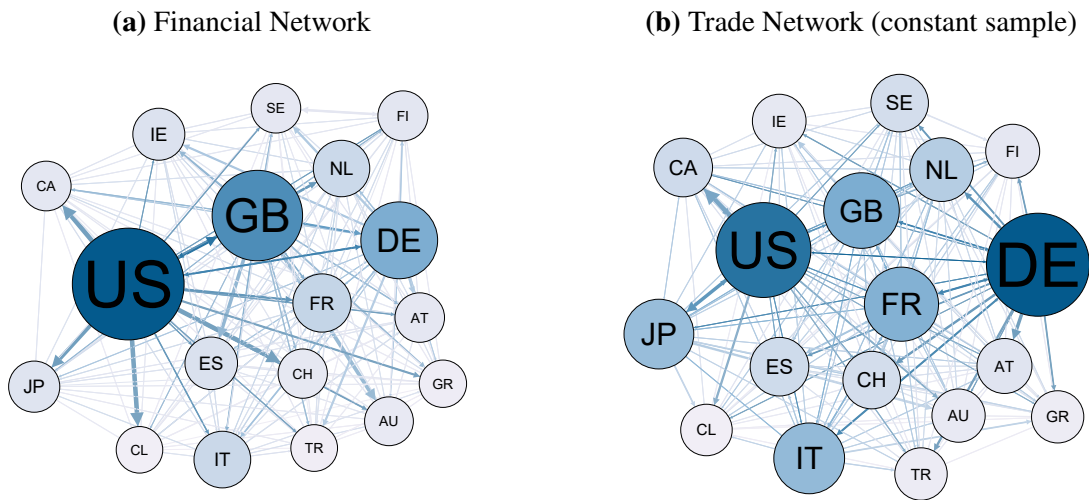 (a) Financial Network
(b) Trade Network (constant sample)
SE
FI
IE
NL
CA
GB
DE
US
FR
AT
ES
CH
JP
GR
AU
CL
IT
TR
SE
IE
FI
CA
NL
GB
US
DE
FR
JP
ES
CH
AT
AU
GR
CL
IT
TR